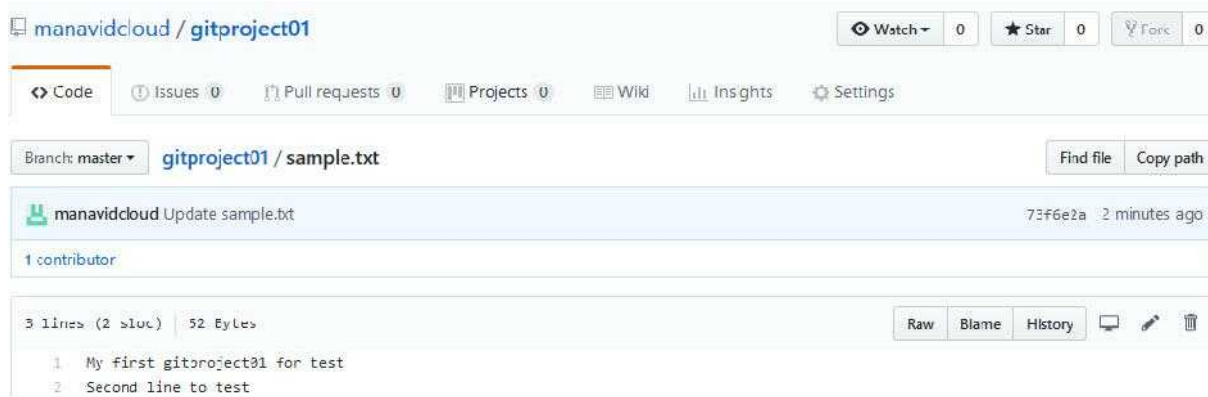 manavidcloud / gitproject01
Watch 0 Star 0 Fork 0
Code Issues 0 Pull requests 0 Projects 0 Wiki Insights Settings
Branch: master gitproject01 / sample.txt Find file Copy path
manavidcloud Update sample.txt 73f6e2a 2 minutes ago
1 contributor
3 lines (2 sloc) 52 Bytes Raw Blame History
1 My first gitproject01 for test
2 Second line to test